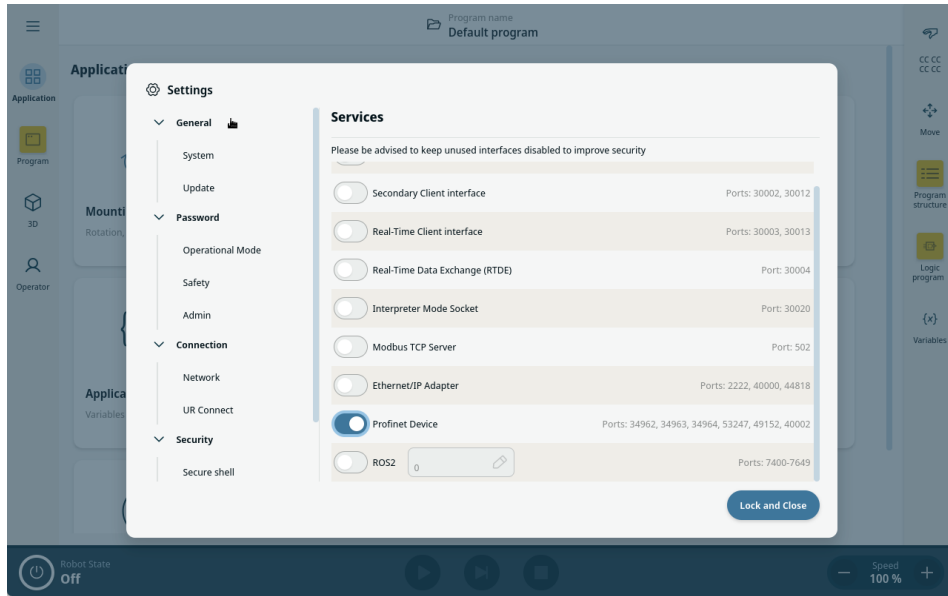 Program name
Default program
Applicati
Application
Program
3D
Operator
Mounti
Rotation,
Applica
Variables
Settings
General
System
Update
Password
Operational Mode
Safety
Admin
Connection
Network
UR Connect
Security
Secure shell
Services
Please be advised to keep unused interfaces disabled to improve security
Secondary Client interface Ports: 30002, 30012
Real-Time Client interface Ports: 30003, 30013
Real-Time Data Exchange (RTDE) Port: 30004
Interpreter Mode Socket Port: 30020
Modbus TCP Server Port: 502
Ethernet/IP Adapter Ports: 2222, 40000, 44818
Profinet Device Ports: 34962, 34963, 34964, 53247, 49152, 40002
ROS2 0 Ports: 7400-7649
Lock and Close
CC CC
CC CC
Move
Program
structure
Logic
program
{x}
Variables
Robot State
Off
Speed
100 %